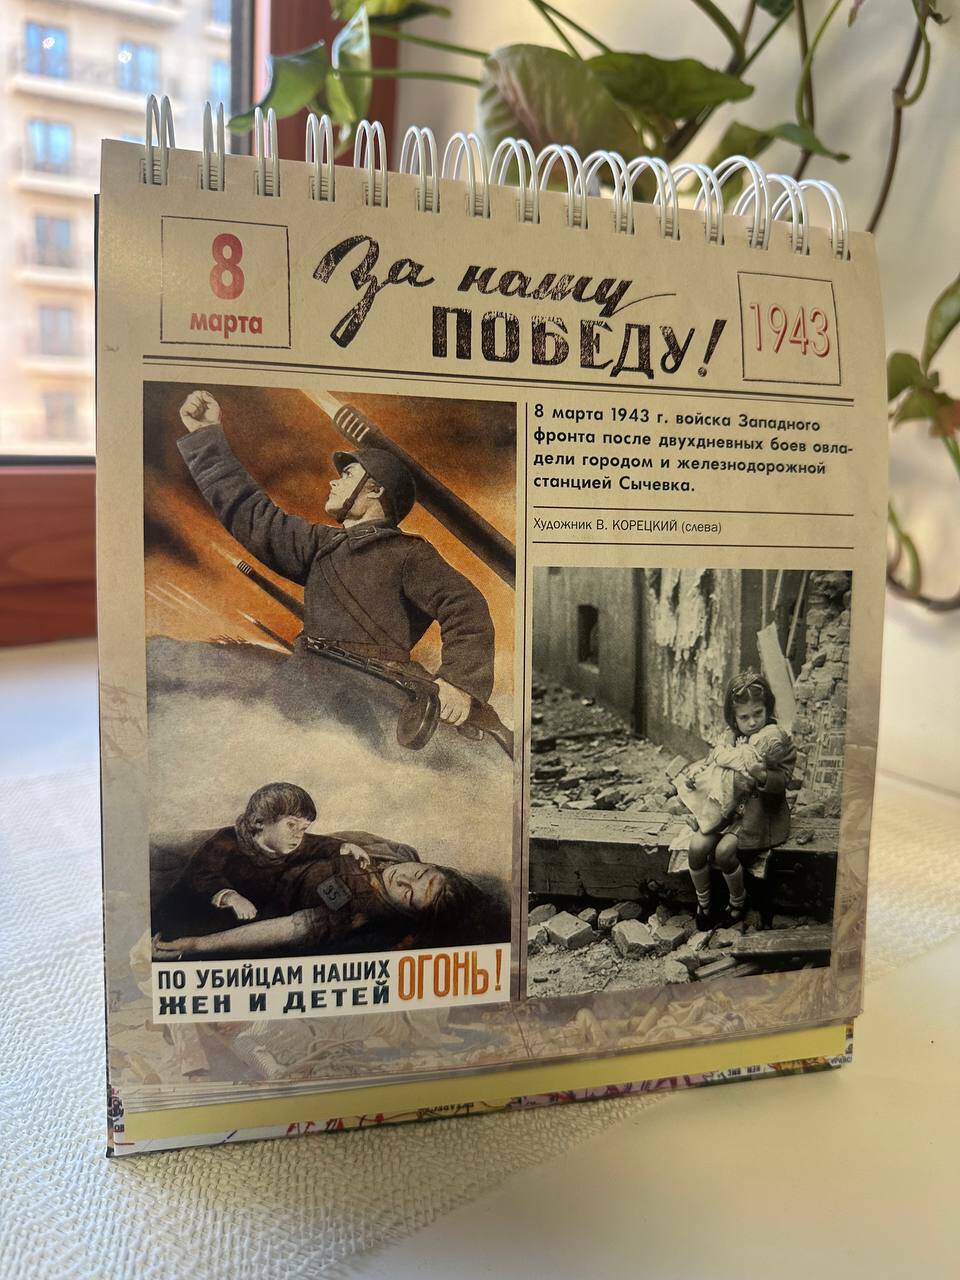 8
марта
За нашу
ПОБЕДУ!
1943
8 марта 1943 г. войска Западного
фронта после двухдневных боев овла-
дели городом и железнодорожной
станцией Сычевка.
Художник В. КОРЕЦКИЙ (слева)
35
ПО УБИЙЦАМ НАШИХ
ЖЕН И ДЕТЕЙ ОГОНЬ!